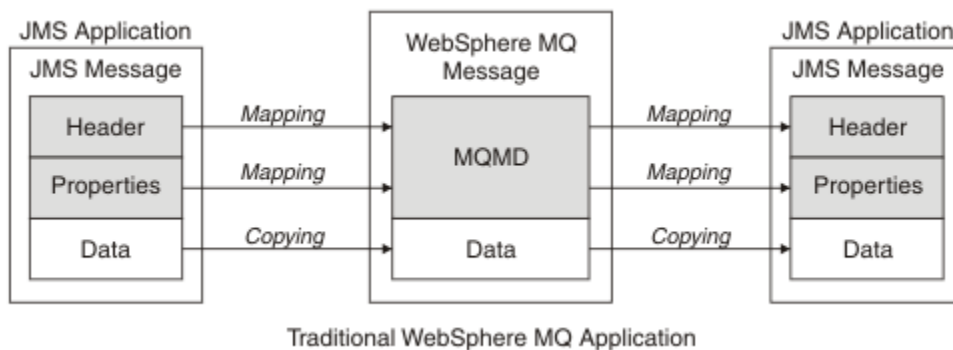 JMS Application
JMS Message
Header
Properties
Data
Mapping
Mapping
Copying
WebSphere MQ
Message
MQMD
Data
Mapping
Mapping
Copying
JMS Application
JMS Message
Header
Properties
Data
Traditional WebSphere MQ Application